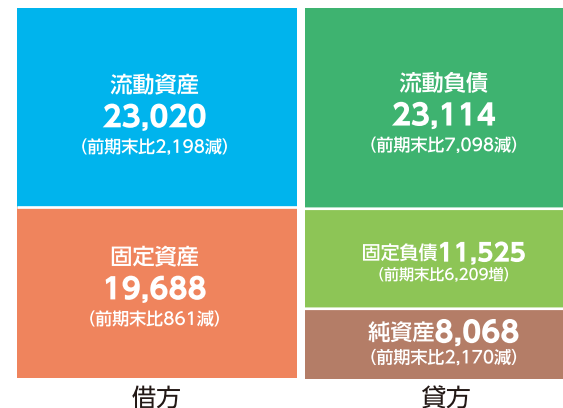 流動資産
23,020
（前期末比2,198減）
固定資産
19,688
（前期末比861減）
借方
流動負債
23,114
（前期末比7,098減）
固定負債11,525
（前期末比6,209増）
純資産8,068
（前期末比2,170減）
貸方